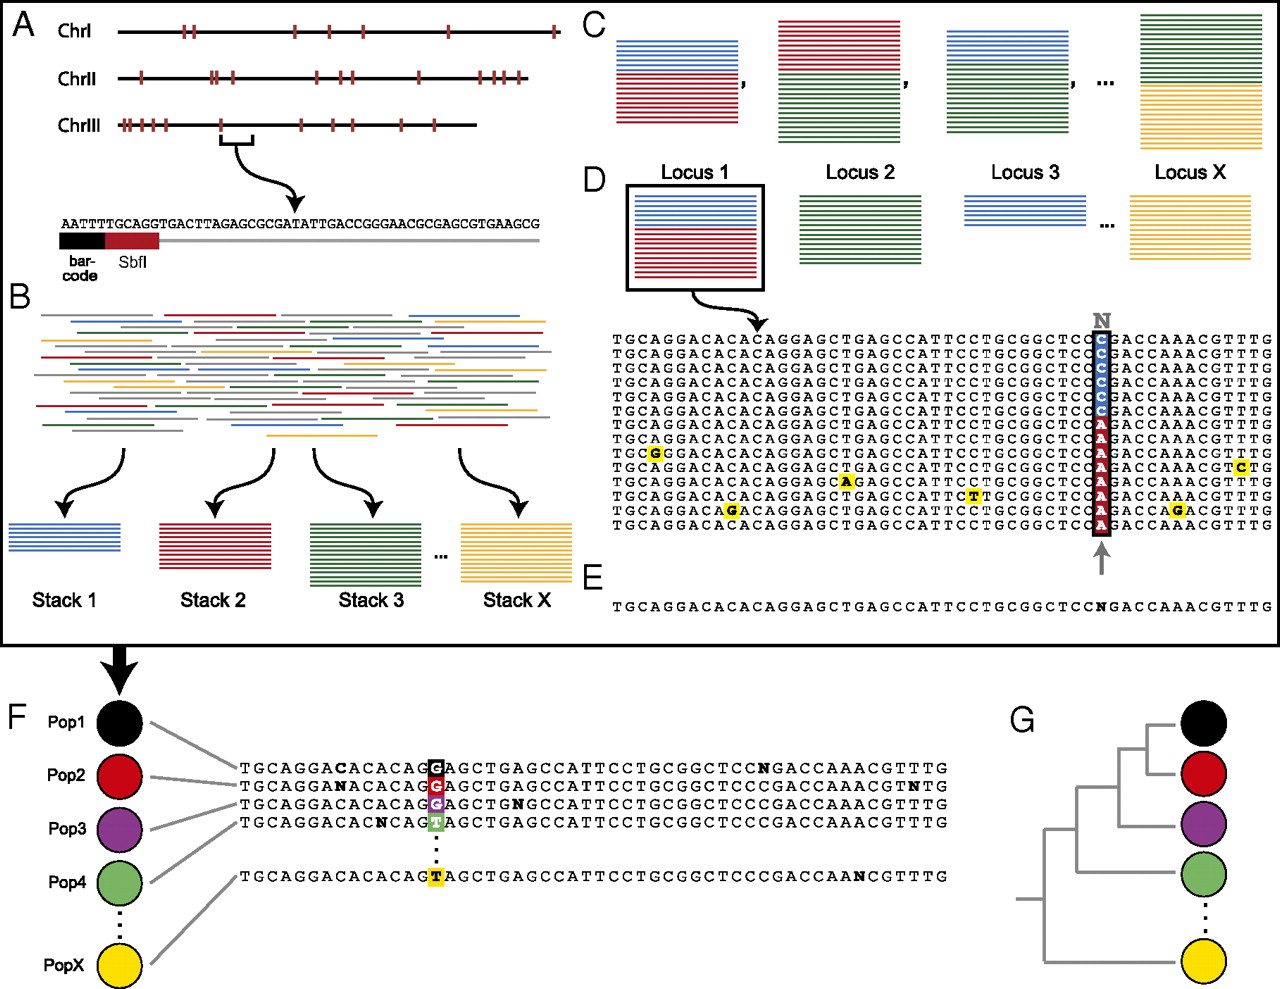 A
ChrI
ChrII
ChrIII
AATTTTGCAGGTGACTTAGAGCGCGATATTGACCGGGAACGCGAGCGTGAAGCG
bar-
code
SbfI
B
Stack 1
Stack 2
Stack 3
...
Stack X
C
, , , ...
D
Locus 1
Locus 2
Locus 3
Locus X
...
N
TGCAGGACACACAGGAGCTGAGCCATTCCTGCGGCTCCCGACCAAACGTTTG
TGCAGGACACACAGGAGCTGAGCCATTCCTGCGGCTCCCGACCAAACGTTTG
TGCAGGACACACAGGAGCTGAGCCATTCCTGCGGCTCCCGACCAAACGTTTG
TGCAGGACACACAGGAGCTGAGCCATTCCTGCGGCTCCCGACCAAACGTTTG
TGCAGGACACACAGGAGCTGAGCCATTCCTGCGGCTCCCGACCAAACGTTTG
TGCAGGACACACAGGAGCTGAGCCATTCCTGCGGCTCCCGACCAAACGTTTG
TGCAGGACACACAGGAGCTGAGCCATTCCTGCGGCTCCAGACCAAACGTTTG
TGCAGGACACACAGGAGCTGAGCCATTCCTGCGGCTCCAGACCAAACGTTTG
TGCGGGACACACAGGAGCTGAGCCATTCCTGCGGCTCCAGACCAAACGTTTG
TGCAGGACACACAGGAGCTGAGCCATTCCTGCGGCTCCAGACCAAACGTCTG
TGCAGGACACACAGGAGCAGAGCCATTCCTGCGGCTCCAGACCAAACGTTTG
TGCAGGACACACAGGAGCTGAGCCATTCTTGCGGCTCCAGACCAAACGTTTG
TGCAGGACAGACAGGAGCTGAGCCATTCCTGCGGCTCCAGACCAGACGTTTG
TGCAGGACACACAGGAGCTGAGCCATTCCTGCGGCTCCAGACCAAACGTTTG
E
TGCAGGACACACAGGAGCTGAGCCATTCCTGCGGCTCCNGACCAAACGTTTG
F
Pop1
Pop2
Pop3
Pop4
PopX
TGCAGGACACACAGGAGCTGAGCCATTCCTGCGGCTCCNGACCAAACGTTTG
TGCAGGANACACAGGAGCTGAGCCATTCCTGCGGCTCCCGACCAAACGTNTG
TGCAGGACACACAGGAGCTGNGCCATTCCTGCGGCTCCCGACCAAACGTTTG
TGCAGGACACNCAGTAGCTGAGCCATTCCTGCGGCTCCCGACCAAACGTTTG
TGCAGGACACACAGTAGCTGAGCCATTCCTGCGGCTCCCGACCAANCGTTTG
G